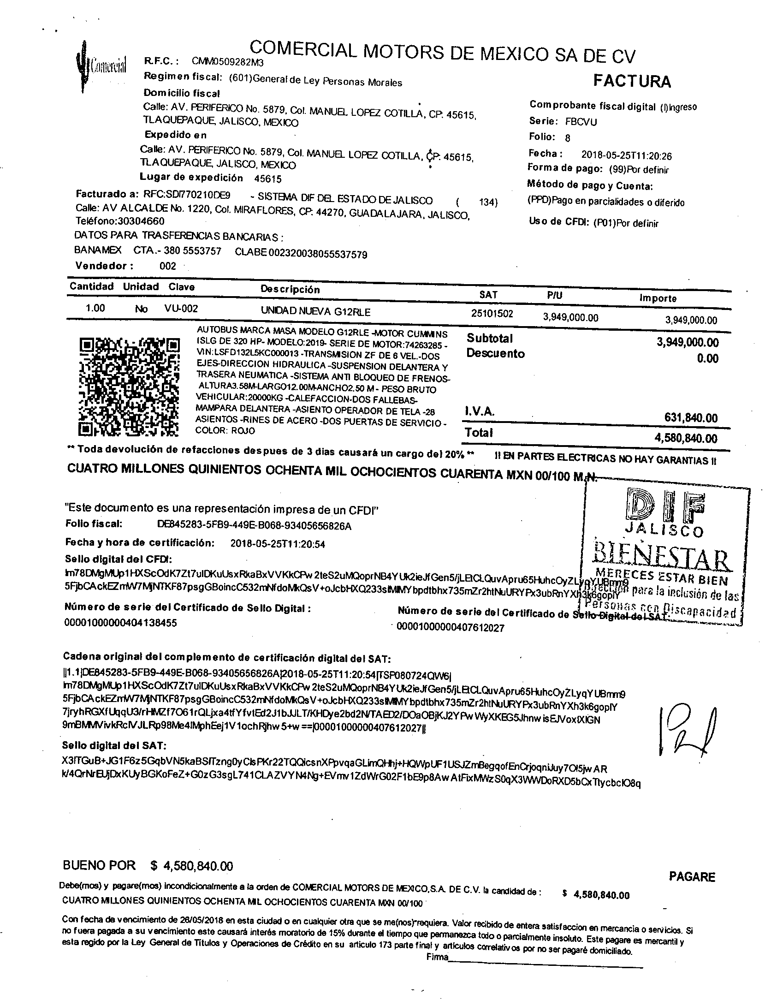 COMERCIAL MOTORS DE MEXICO SA DE CV
Comercial
R.F.C. : CMM0509282M3
Regimen fiscal: (601)General de Ley Personas Morales
FACTURA
Domicilio fiscal
Calle: AV. PERIFERICO No. 5879, Col. MANUEL LOPEZ COTILLA, CP: 45615,
TLAQUEPAQUE, JALISCO, MEXICO
Expedido en
Calle: AV. PERIFERICO No. 5879, Col. MANUEL LOPEZ COTILLA, CP: 45615,
TLAQUEPAQUE, JALISCO, MEXICO
Lugar de expedición 45615
Comprobante fiscal digital (I)Ingreso
Serie: FBCVU
Folio: 8
Fecha : 2018-05-25T11:20:26
Forma de pago: (99)Por definir
Método de pago y Cuenta:
(PPD)Pago en parcialidades o diferido
Uso de CFDI: (P01)Por definir
Facturado a: RFC:SDI770210DE9 - SISTEMA DIF DEL ESTADO DE JALISCO ( 134)
Calle: AV ALCALDE No. 1220, Col. MIRAFLORES, CP: 44270, GUADALAJARA, JALISCO,
Teléfono:30304660
DATOS PARA TRASFERENCIAS BANCARIAS :
BANAMEX CTA.- 380 5553757 CLABE 002320038055537579
Vendedor : 002
Cantidad Unidad Clave Descripción SAT P/U Importe
1.00 No VU-002 UNIDAD NUEVA G12RLE 25101502 3,949,000.00 3,949,000.00
AUTOBUS MARCA MASA MODELO G12RLE -MOTOR CUMMINS
ISLG DE 320 HP- MODELO:2019- SERIE DE MOTOR:74263285 -
VIN:LSFD132L5KC000013 -TRANSMISION ZF DE 6 VEL.-DOS
EJES-DIRECCION HIDRAULICA -SUSPENSION DELANTERA Y
TRASERA NEUMATICA -SISTEMA ANTI BLOQUEO DE FRENOS-
ALTURA3.58M-LARGO12.00M-ANCHO2.50 M - PESO BRUTO
VEHICULAR:20000KG -CALEFACCION-DOS FALLEBAS-
MAMPARA DELANTERA -ASIENTO OPERADOR DE TELA -28
ASIENTOS -RINES DE ACERO -DOS PUERTAS DE SERVICIO -
COLOR: ROJO
Subtotal 3,949,000.00
Descuento 0.00
I.V.A. 631,840.00
Total 4,580,840.00
** Toda devolución de refacciones despues de 3 dias causará un cargo del 20% ** !! EN PARTES ELECTRICAS NO HAY GARANTIAS !!
CUATRO MILLONES QUINIENTOS OCHENTA MIL OCHOCIENTOS CUARENTA MXN 00/100 M.N.
DIF
JALISCO
BIENESTAR
MERECES ESTAR BIEN
para la inclusión de las
Personas con Discapacidad
"Este documento es una representación impresa de un CFDI"
Folio fiscal: DE845283-5FB9-449E-B068-93405656826A
Fecha y hora de certificación: 2018-05-25T11:20:54
Sello digital del CFDI:
Im78DMgMUp1HXScOdK7Zt7uIDKuUsxRkaBxVVKkCPw2teS2uMQoprNB4YUk2ieJfGen5/jLEtCLQuvApru65HuhcOyZLyqYUBmm9
5FjbCAckEZmW7MjNTKF87psgGBoincC532mNfdoMkQsV+oJcbHXQ233sIMMYbpdtbhx735mZr2htNuURYPx3ubRnYXh3k6gopIY
Número de serie del Certificado de Sello Digital :
00001000000404138455
Número de serie del Certificado de Sello Digital del SAT:
00001000000407612027
Cadena original del complemento de certificación digital del SAT:
||1.1|DE845283-5FB9-449E-B068-93405656826A|2018-05-25T11:20:54|TSP080724QW6|
Im78DMgMUp1HXScOdK7Zt7uIDKuUsxRkaBxVVKkCPw2teS2uMQoprNB4YUk2ieJfGen5/jLEtCLQuvApru65HuhcOyZLyqYUBmm9
5FjbCAckEZmW7MjNTKF87psgGBoincC532mNfdoMkQsV+oJcbHXQ233sIMMYbpdtbhx735mZr2htNuURYPx3ubRnYXh3k6gopIY
7jryhRGXfUqqU3/rHMZf7O61rQLjxa4tfYfvtEd2J1bJJLT/KHDye2bd2N/TAED2/DOaOBjKJ2YPwWyXKEG5JhnwisEJVoxIXIGN
9mBMMVivkRcIVJLRp98Me4IMphEej1V1ochRjhw5+w==|00001000000407612027||
Sello digital del SAT:
X3ITGuB+JG1F6z5GqbVN5kaBSITzng0yClsPKr22TQQicsnXPpvqaGLimQHhj+HQWpUF1USJZmBegqofEnCrjoqniJuy7Ol5jwAR
k/4QrNrEUjDxKUyBGKoFeZ+G0zG3sgL741CLAZVYN4Ng+EVmv1ZdWrG02F1bE9p8AwAtFixMWzS0qX3WWDoRXD5bCxTtycbclO8q
BUENO POR $ 4,580,840.00
PAGARE
Debe(mos) y pagare(mos) incondicionalmente a la orden de COMERCIAL MOTORS DE MEXICO,S.A. DE C.V. la candidad de : $ 4,580,840.00
CUATRO MILLONES QUINIENTOS OCHENTA MIL OCHOCIENTOS CUARENTA MXN 00/100
Con fecha de vencimiento de 26/05/2018 en esta ciudad o en cualquier otra que se me(nos) requiera. Valor recibido de entera satisfaccion en mercancia o servicios. Si
no fuera pagada a su vencimiento este causará interés moratorio de 15% durante el tiempo que permanezca todo o parcialmente insoluto. Este pagare es mercantil y
esta regido por la Ley General de Titulos y Operaciones de Crédito en su articulo 173 parte final y articulos correlativos por no ser pagaré domiciliado.
Firma